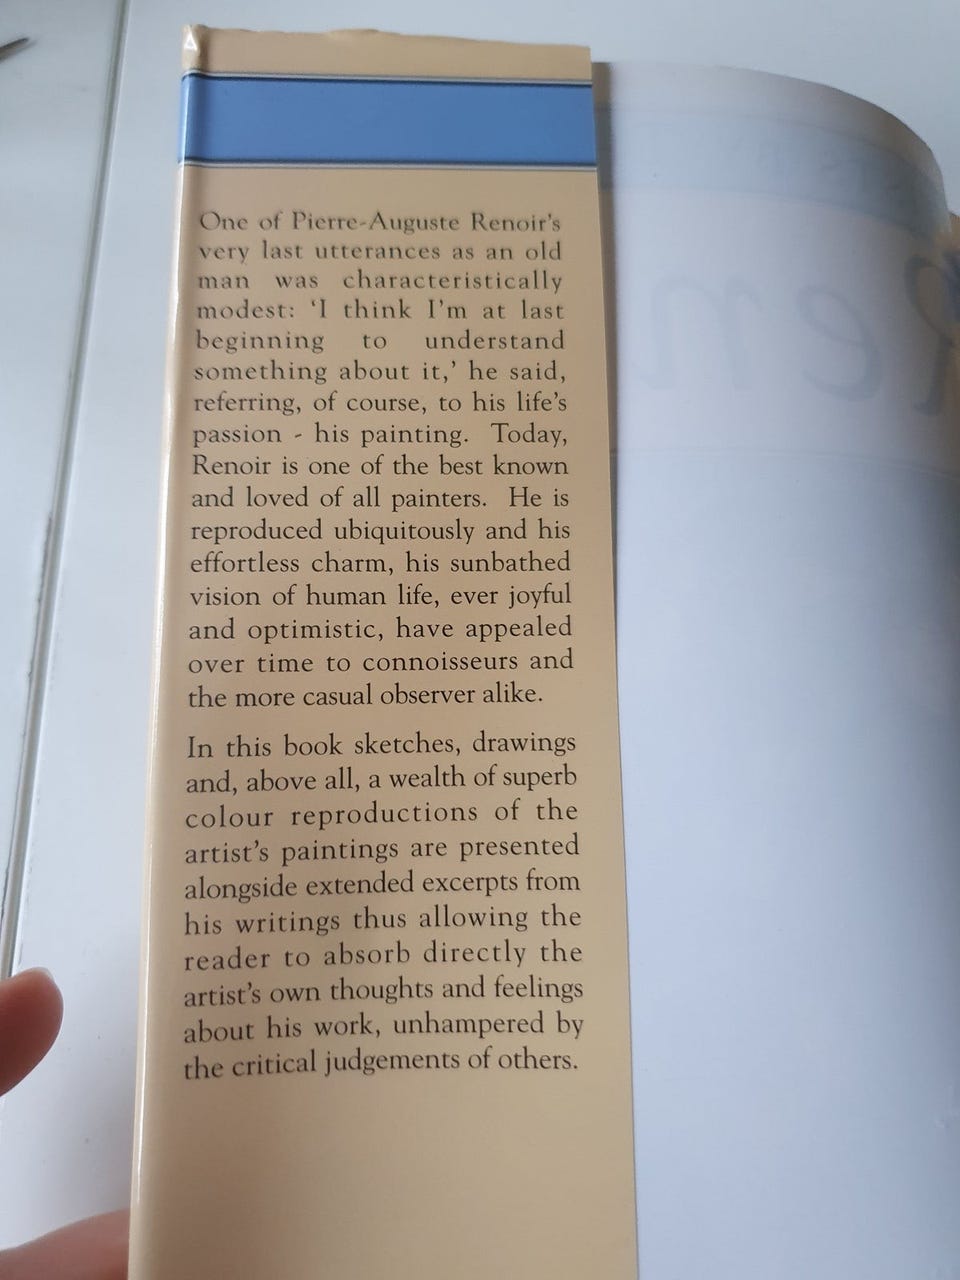 One of Pierre-Auguste Renoir's
very last utterances as an old
man was characteristically
modest: 'I think I'm at last
beginning to understand
something about it,' he said,
referring, of course, to his life's
passion - his painting. Today,
Renoir is one of the best known
and loved of all painters. He is
reproduced ubiquitously and his
effortless charm, his sunbathed
vision of human life, ever joyful
and optimistic, have appealed
over time to connoisseurs and
the more casual observer alike.
In this book sketches, drawings
and, above all, a wealth of superb
colour reproductions of the
artist's paintings are presented
alongside extended excerpts from
his writings thus allowing the
reader to absorb directly the
artist's own thoughts and feelings
about his work, unhampered by
the critical judgements of others.